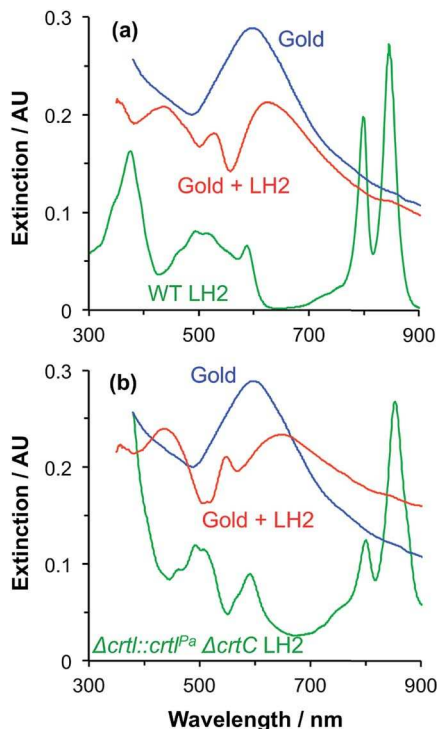 (a)
Gold
Gold + LH2
WT LH2
Extinction / AU
0.3
0.2
0.1
0
300
500
700
900
(b)
Gold
Gold + LH2
ΔcrtI::crtI^Pa ΔcrtC LH2
Extinction / AU
0.3
0.2
0.1
0
300
500
700
900
Wavelength / nm